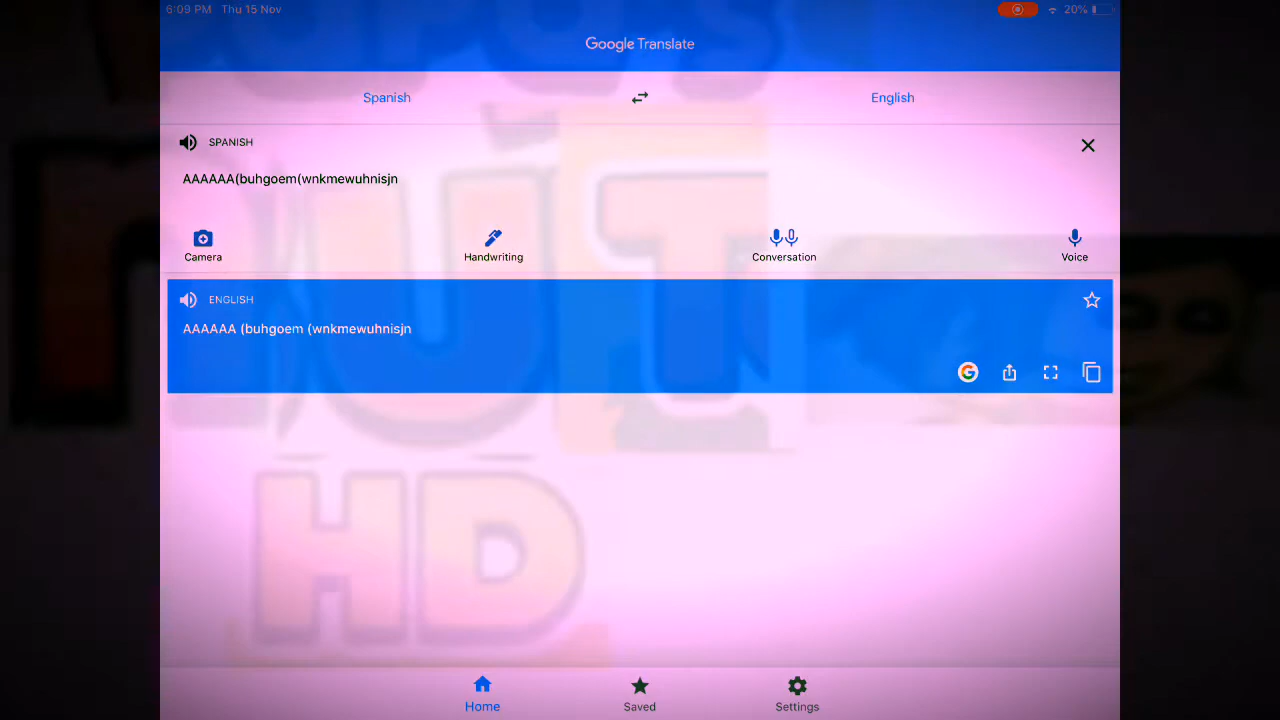 6:09 PM Thu 15 Nov 20%
Google Translate
Spanish English
SPANISH
AAAAAA(buhgoem(wnkmewuhnisjn
Camera Handwriting Conversation Voice
ENGLISH
AAAAAA (buhgoem (wnkmewuhnisjn
HD
Home Saved Settings